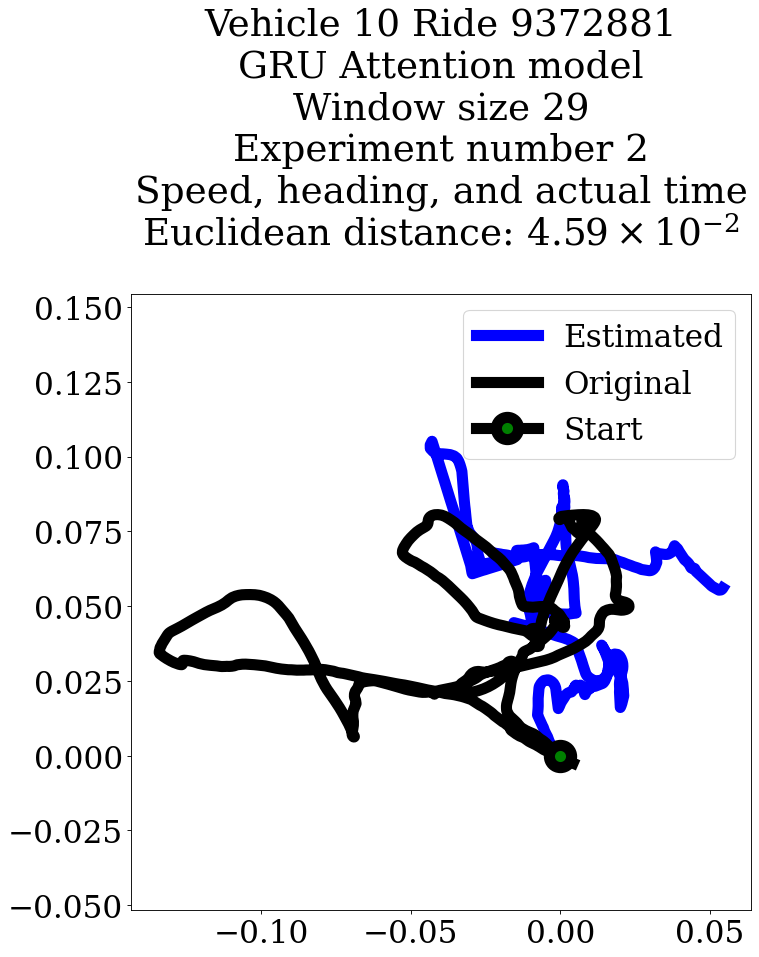 Vehicle 10 Ride 9372881
GRU Attention model
Window size 29
Experiment number 2
Speed, heading, and actual time
Euclidean distance: 4.59 × 10⁻²
0.150
0.125
0.100
0.075
0.050
0.025
0.000
−0.025
−0.050
Estimated
Original
Start
−0.10
−0.05
0.00
0.05